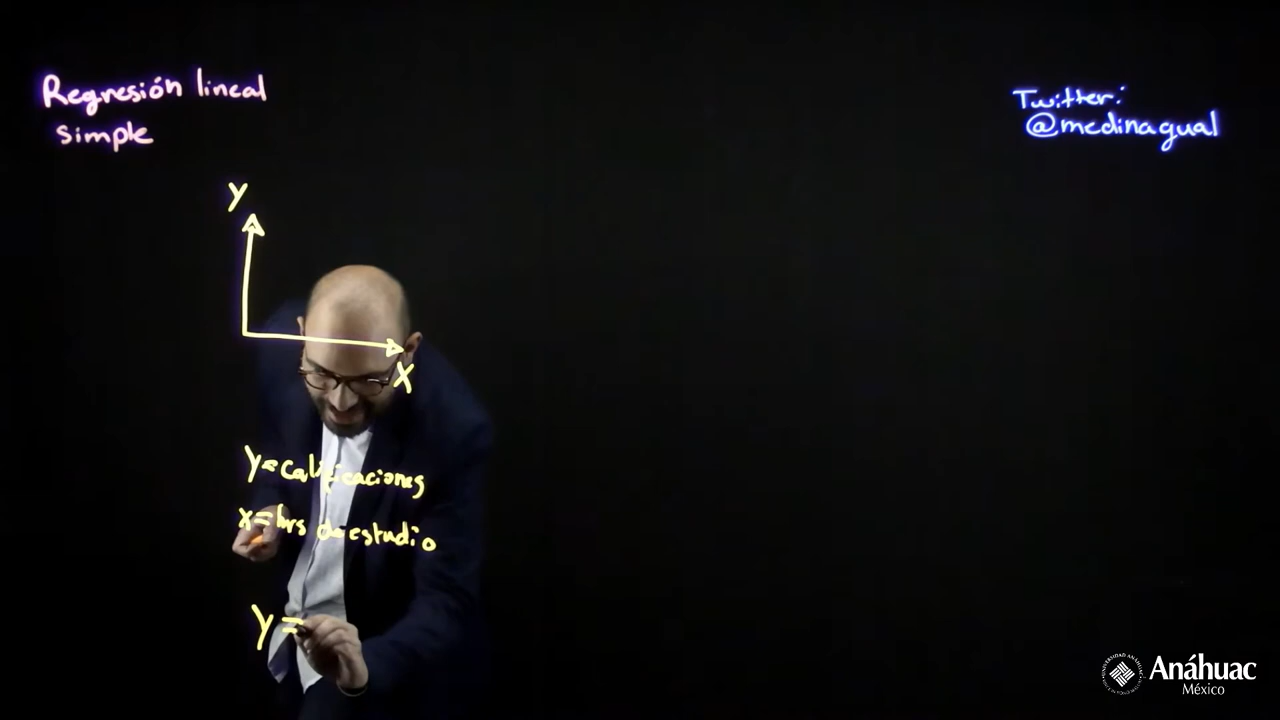 Regresión lineal
simple
Twitter:
@medinagual
y
x
y=calificaciones
x=hrs de estudio
y=
Anáhuac
México